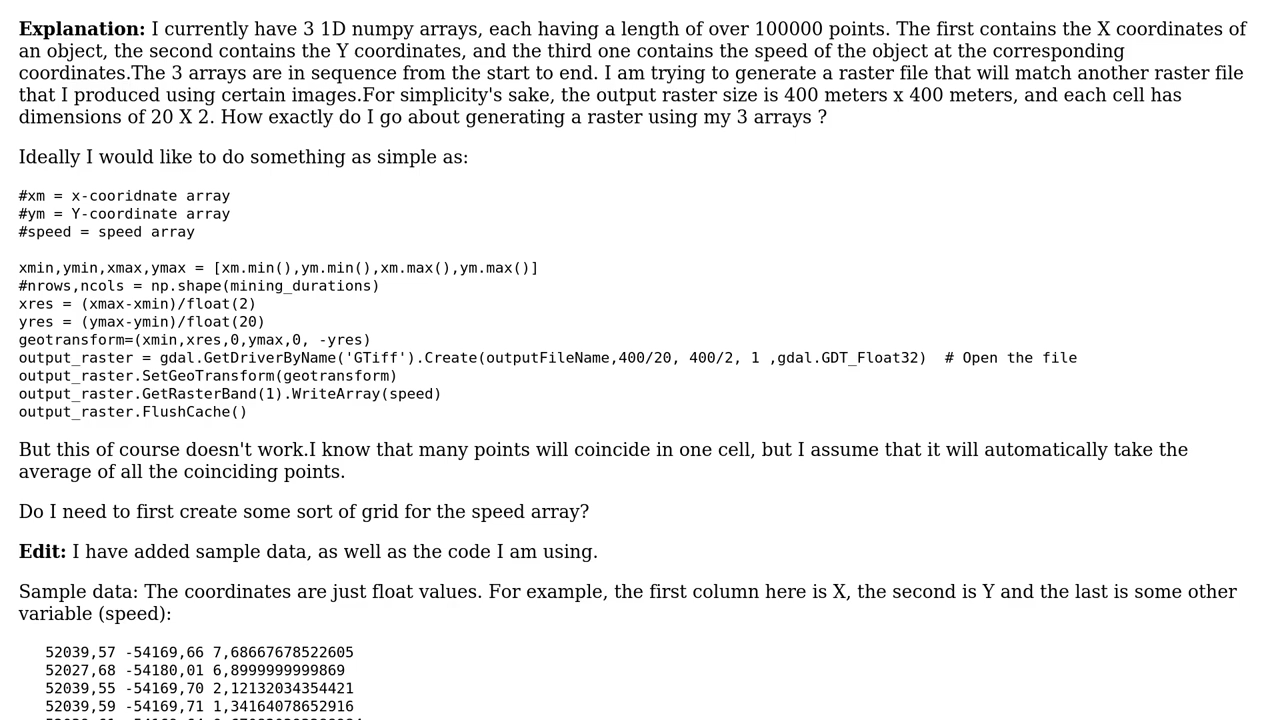 Explanation: I currently have 3 1D numpy arrays, each having a length of over 100000 points. The first contains the X coordinates of
an object, the second contains the Y coordinates, and the third one contains the speed of the object at the corresponding
coordinates.The 3 arrays are in sequence from the start to end. I am trying to generate a raster file that will match another raster file
that I produced using certain images.For simplicity's sake, the output raster size is 400 meters x 400 meters, and each cell has
dimensions of 20 X 2. How exactly do I go about generating a raster using my 3 arrays ?
Ideally I would like to do something as simple as:
#xm = x-cooridnate array
#ym = Y-coordinate array
#speed = speed array
xmin,ymin,xmax,ymax = [xm.min(),ym.min(),xm.max(),ym.max()]
#nrows,ncols = np.shape(mining_durations)
xres = (xmax-xmin)/float(2)
yres = (ymax-ymin)/float(20)
geotransform=(xmin,xres,0,ymax,0, -yres)
output_raster = gdal.GetDriverByName('GTiff').Create(outputFileName,400/20, 400/2, 1 ,gdal.GDT_Float32)  # Open the file
output_raster.SetGeoTransform(geotransform)
output_raster.GetRasterBand(1).WriteArray(speed)
output_raster.FlushCache()
But this of course doesn't work.I know that many points will coincide in one cell, but I assume that it will automatically take the
average of all the coinciding points.
Do I need to first create some sort of grid for the speed array?
Edit: I have added sample data, as well as the code I am using.
Sample data: The coordinates are just float values. For example, the first column here is X, the second is Y and the last is some other
variable (speed):
52039,57 -54169,66 7,68667678522605
52027,68 -54180,01 6,8999999999869
52039,55 -54169,70 2,12132034354421
52039,59 -54169,71 1,34164078652916